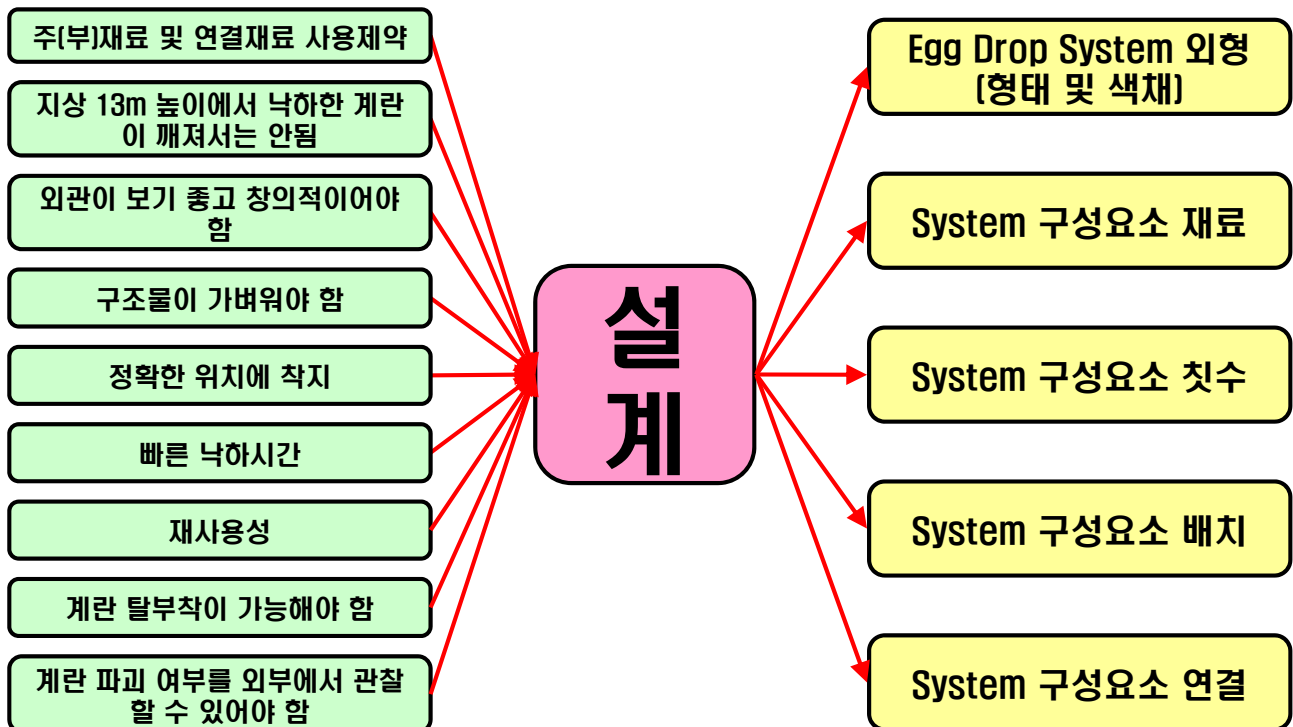 주(부)재료 및 연결재료 사용제약
지상 13m 높이에서 낙하한 계란
이 깨져서는 안됨
외관이 보기 좋고 창의적이어야
함
구조물이 가벼워야 함
정확한 위치에 착지
빠른 낙하시간
재사용성
계란 탈부착이 가능해야 함
계란 파괴 여부를 외부에서 관찰
할 수 있어야 함
설
계
Egg Drop System 외형
(형태 및 색채)
System 구성요소 재료
System 구성요소 칫수
System 구성요소 배치
System 구성요소 연결